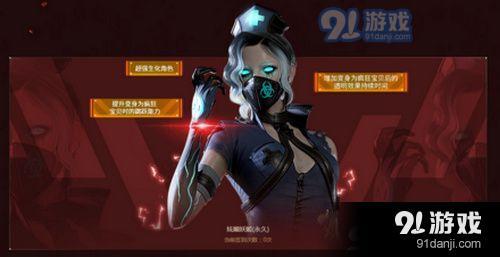 91游戏
91danji.com
超强生化角色
增加变身为疯狂宝贝后的
透明效果持续时间
提升变身为疯狂
宝贝时的跳跃能力
(永久)
91游戏
91danji.com